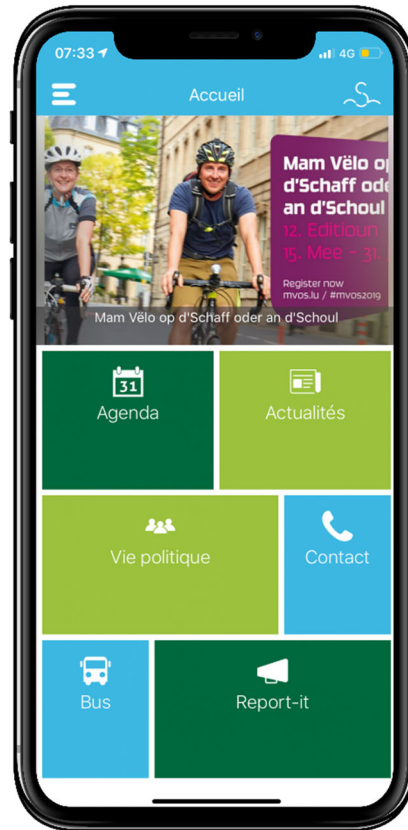 07:33
4G
Accueil
Mam Vëlo o
d'Schaff ode
an d'Schoul
12. Editioun
15. Mee - 31.
Register now
mvos.lu / #mvos2019
Mam Vëlo op d'Schaff oder an d'Schoul
31
Agenda
Actualités
Vie politique
Contact
Bus
Report-it